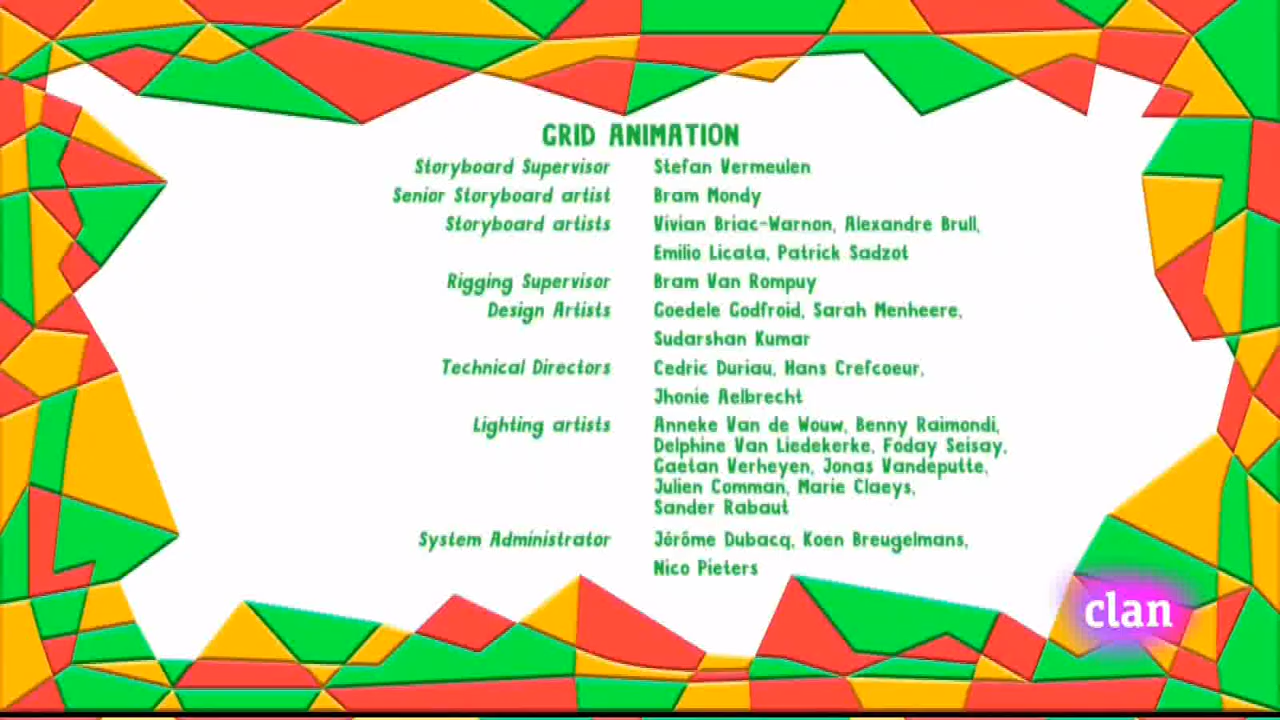 GRID ANIMATION
Storyboard Supervisor Stefan Vermeulen
Senior Storyboard artist Bram Mondy
Storyboard artists Vivian Briac-Warnon, Alexandre Brull,
Emilio Licata, Patrick Sadzot
Rigging Supervisor Bram Van Rompuy
Design Artists Goedele Godfroid, Sarah Menheere,
Sudarshan Kumar
Technical Directors Cedric Duriau, Hans Crefcoeur,
Jhonie Aelbrecht
Lighting artists Anneke Van de Wouw, Benny Raimondi,
Delphine Van Liedekerke, Foday Seisay,
Gaetan Verheyen, Jonas Vandeputte,
Julien Comman, Marie Claeys,
Sander Rabaut
System Administrator Jérôme Dubacq, Koen Breugelmans,
Nico Pieters
clan